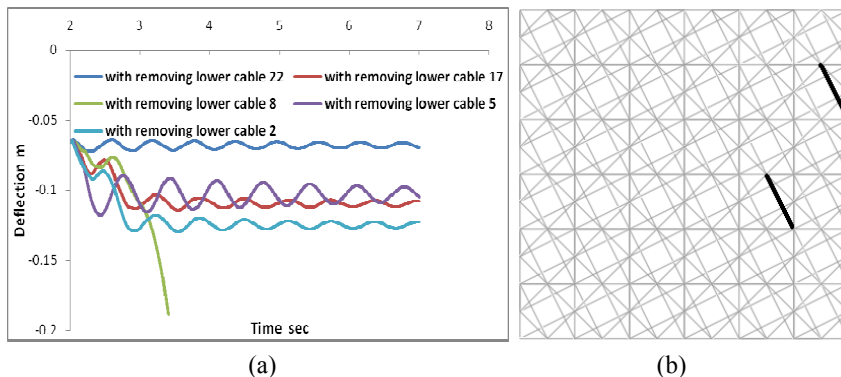 2 3 4 5 6 7 8
0
with removing lower cable 22 with removing lower cable 17
with removing lower cable 8 with removing lower cable 5
with removing lower cable 2
-0.05
-0.1
-0.15
-0.2
Deflection m
Time sec
(a) (b)